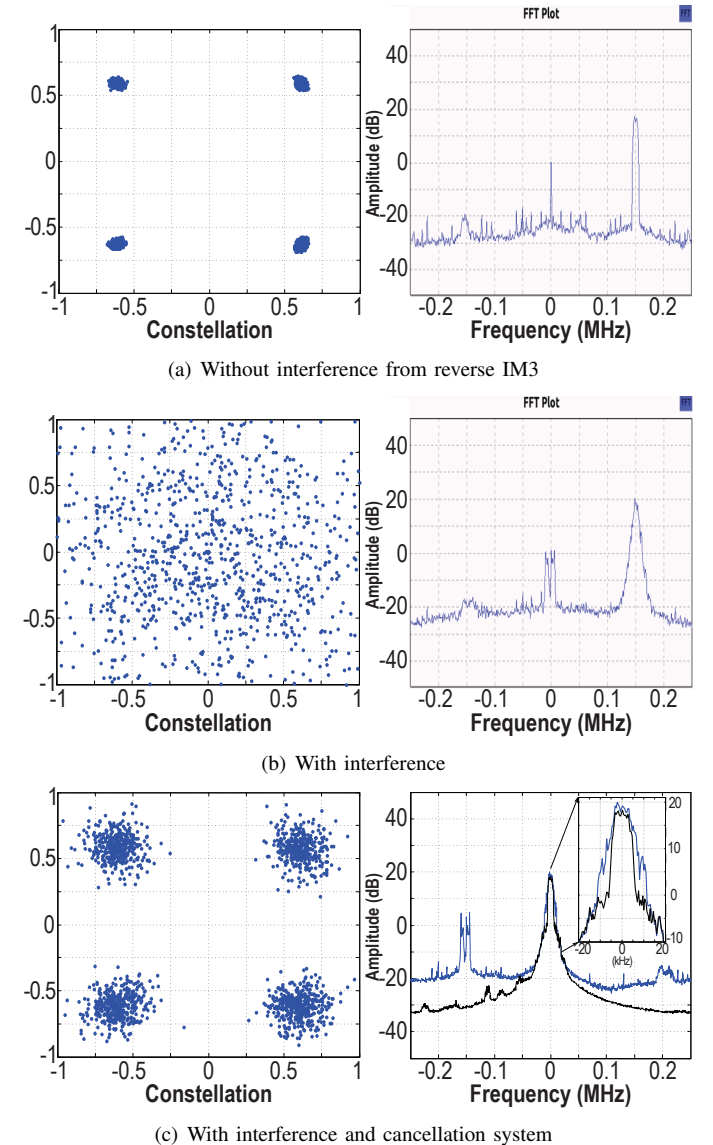 FFT Plot
FFT
1
0.5
0
-0.5
-1
-1 -0.5 0 0.5 1
Constellation
Amplitude (dB)
40
20
0
-20
-40
-0.2 -0.1 0 0.1 0.2
Frequency (MHz)
(a) Without interference from reverse IM3
FFT Plot
FFT
1
0.5
0
-0.5
-1
-1 -0.5 0 0.5 1
Constellation
Amplitude (dB)
40
20
0
-20
-40
-0.2 -0.1 0 0.1 0.2
Frequency (MHz)
(b) With interference
1
0.5
0
-0.5
-1
-1 -0.5 0 0.5 1
Constellation
Amplitude (dB)
40
20
0
-20
-40
-0.2 -0.1 0 0.1 0.2
Frequency (MHz)
20
10
0
-10
-20 0 20
(kHz)
(c) With interference and cancellation system